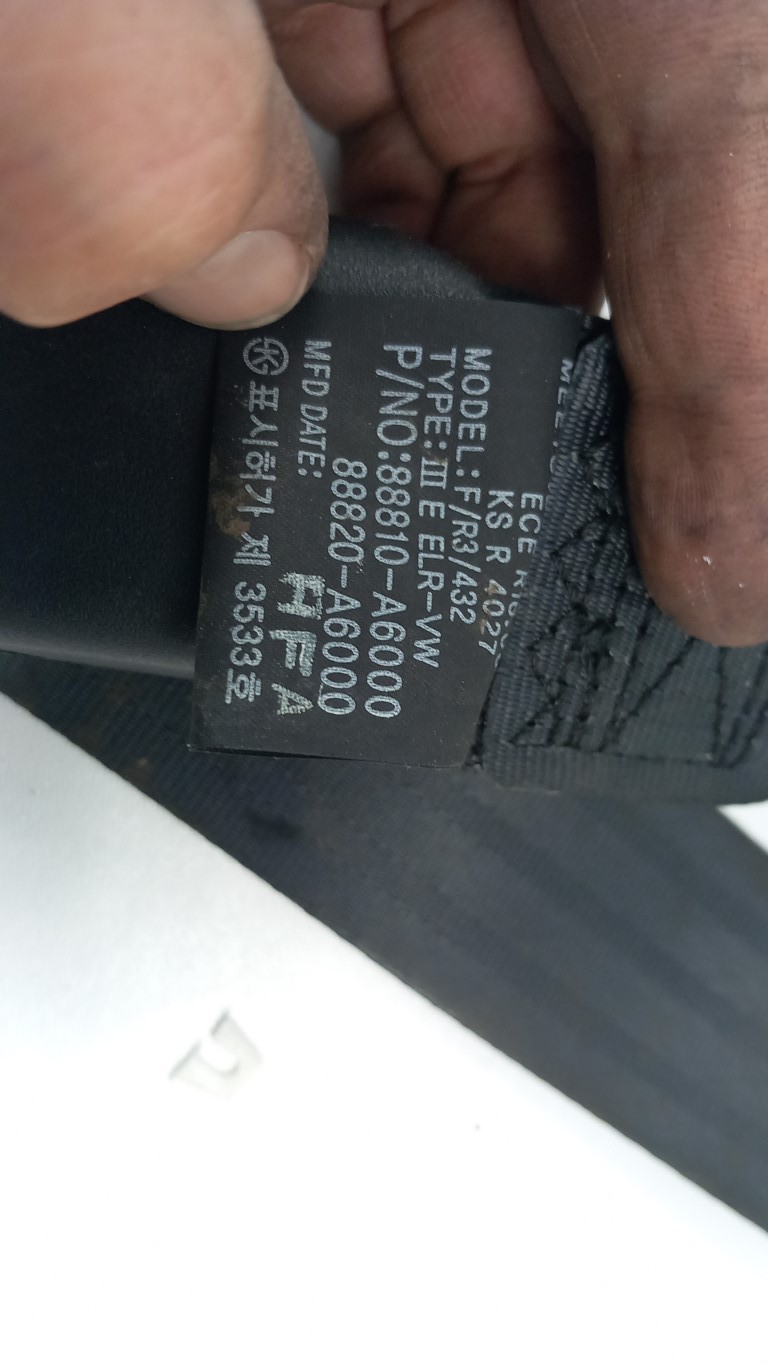 ECE
KS R 4027
MODEL: F/R3/432
TYPE: Ⅲ E ELR-VW
P/NO:88810-A6000
88820-A6000
MFD DATE:
HFA
㉿ 표시허가 제 3533호